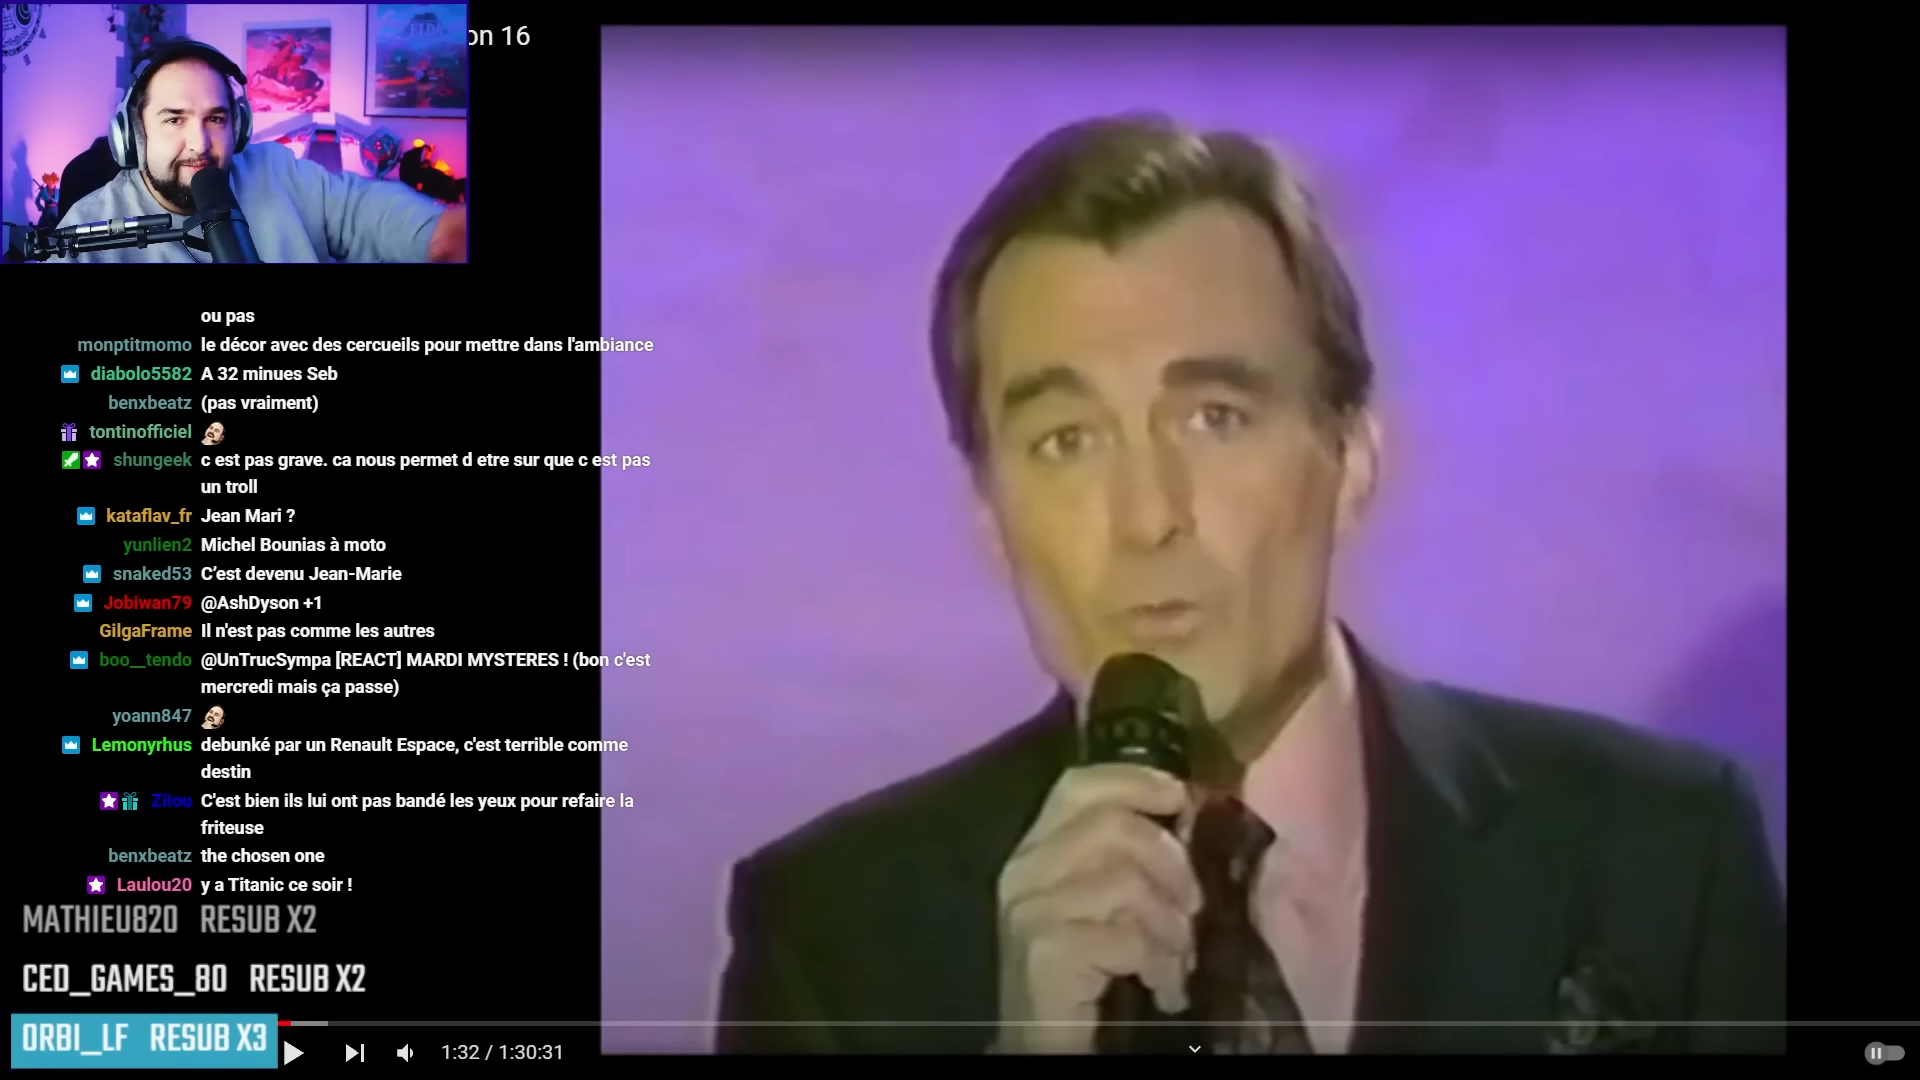 on 16
ELDA
ou pas
monptitmomo le décor avec des cercueils pour mettre dans l'ambiance
diabolo5582 A 32 minues Seb
benxbeatz (pas vraiment)
tontinofficiel
shungeek c est pas grave. ca nous permet d etre sur que c est pas
un troll
kataflav_fr Jean Mari ?
yunlien2 Michel Bounias à moto
snaked53 C'est devenu Jean-Marie
Jobiwan79 @AshDyson +1
GilgaFrame Il n'est pas comme les autres
boo__tendo @UnTrucSympa [REACT] MARDI MYSTERES ! (bon c'est
mercredi mais ça passe)
yoann847
Lemonyrhus debunké par un Renault Espace, c'est terrible comme
destin
Zilou C'est bien ils lui ont pas bandé les yeux pour refaire la
friteuse
benxbeatz the chosen one
Laulou20 y a Titanic ce soir !
MATHIEU820 RESUB X2
CED_GAMES_80 RESUB X2
ORBI_LF RESUB X3
1:32 / 1:30:31